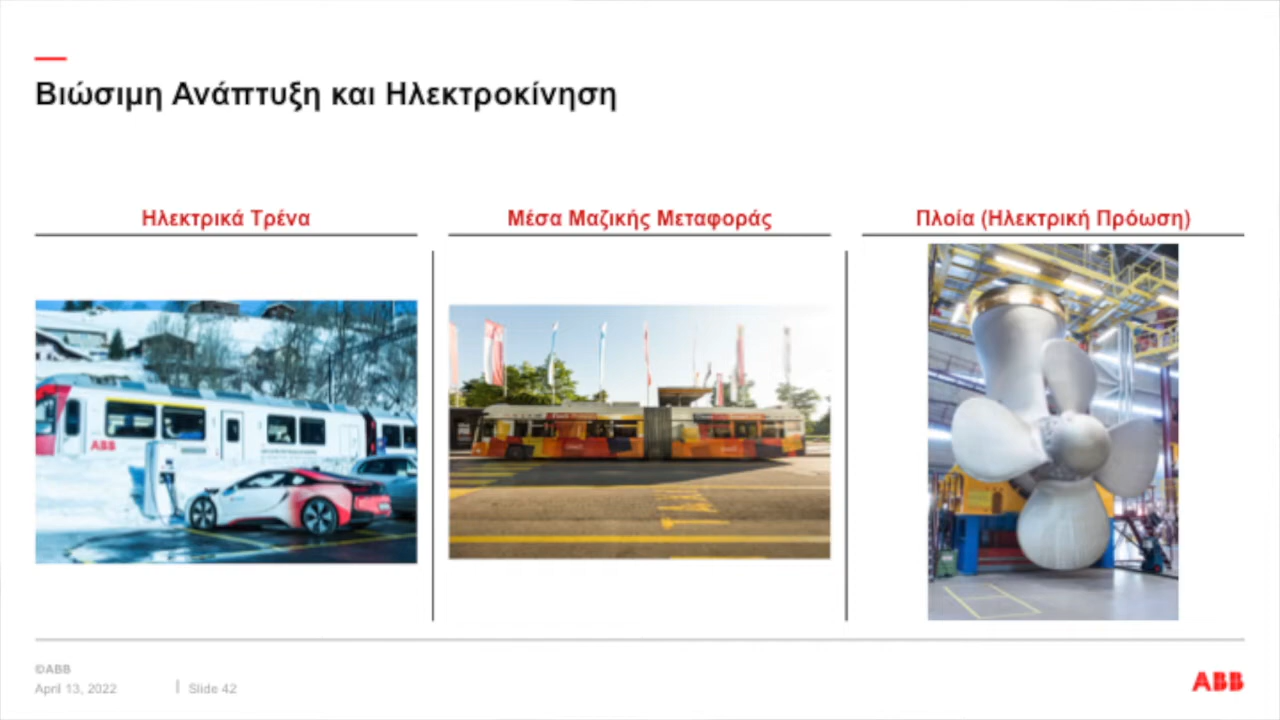 Βιώσιμη Ανάπτυξη και Ηλεκτροκίνηση
Ηλεκτρικά Τρένα
Μέσα Μαζικής Μεταφοράς
Πλοία (Ηλεκτρική Πρόωση)
ABB
©ABB
April 13, 2022 | Slide 42
ABB